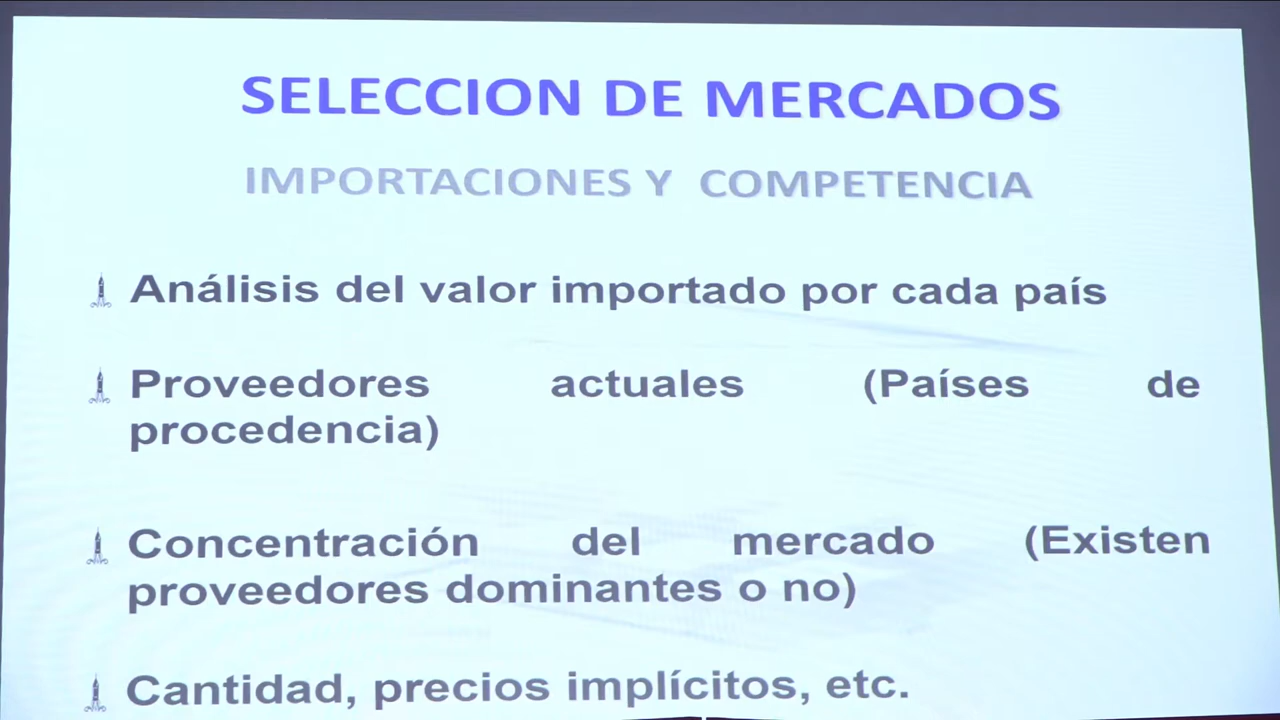 SELECCION DE MERCADOS
IMPORTACIONES Y COMPETENCIA
Análisis del valor importado por cada país
Proveedores actuales (Países de
procedencia)
Concentración del mercado (Existen
proveedores dominantes o no)
Cantidad, precios implícitos, etc.